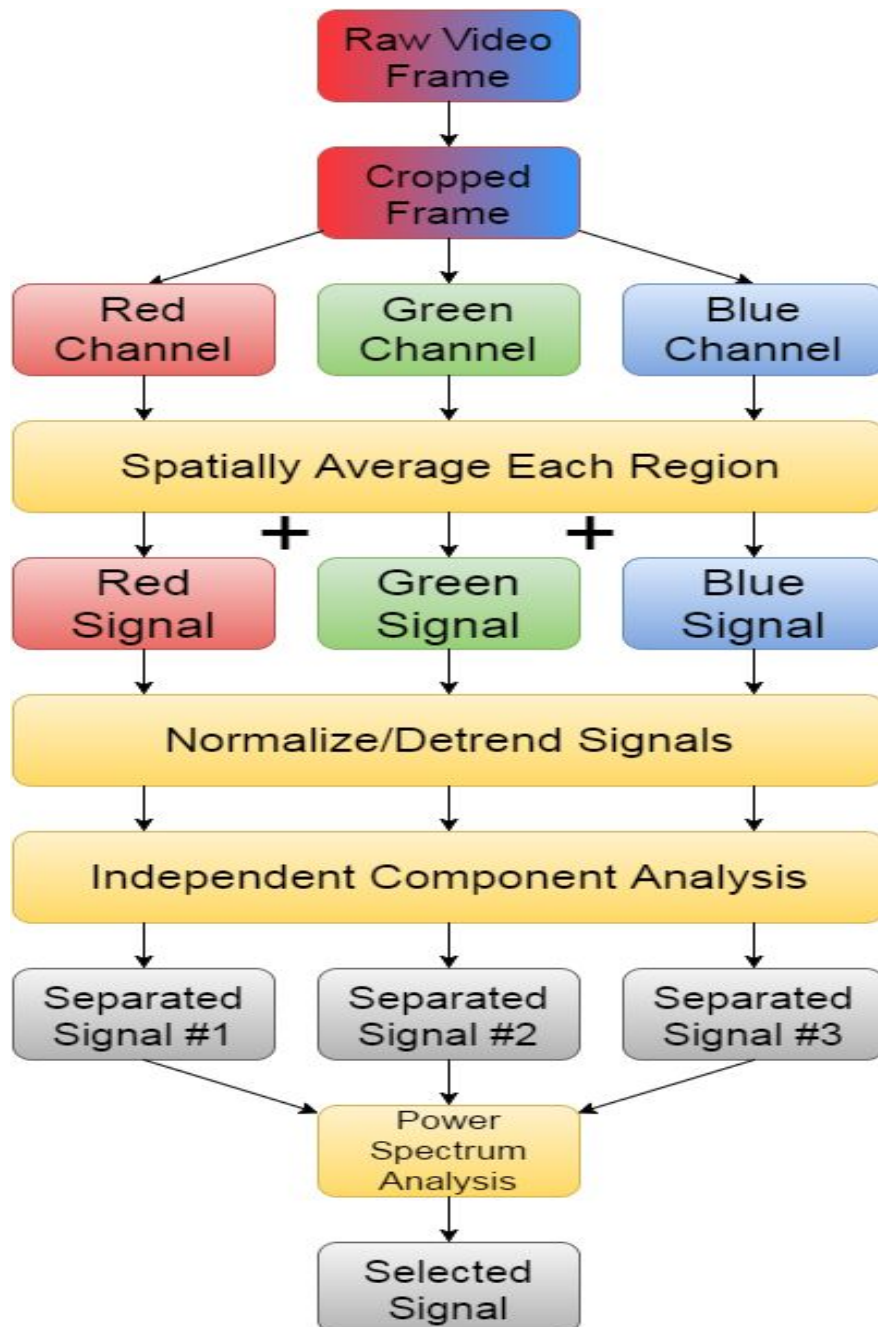 Raw Video
Frame
Cropped
Frame
Red
Channel
Green
Channel
Blue
Channel
Spatially Average Each Region
+ +
Red
Signal
Green
Signal
Blue
Signal
Normalize/Detrend Signals
Independent Component Analysis
Separated
Signal #1
Separated
Signal #2
Separated
Signal #3
Power
Spectrum
Analysis
Selected
Signal